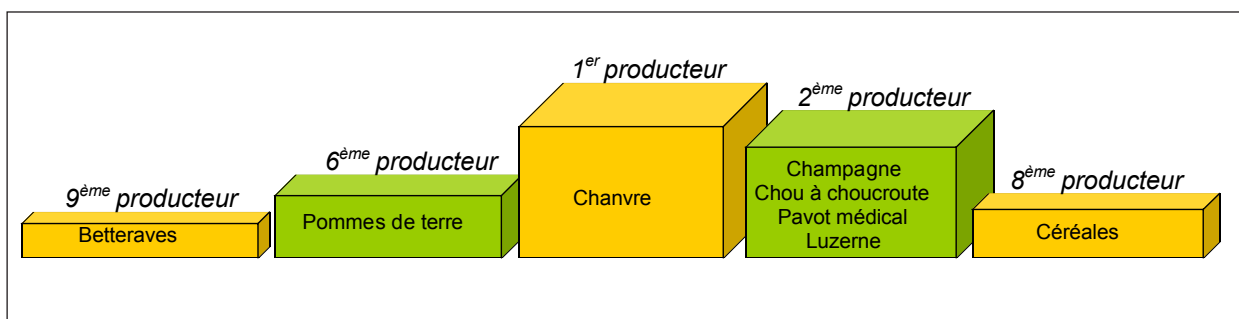 9ème producteur
Betteraves
6ème producteur
Pommes de terre
1er producteur
Chanvre
2ème producteur
Champagne
Chou à choucroute
Pavot médical
Luzerne
8ème producteur
Céréales